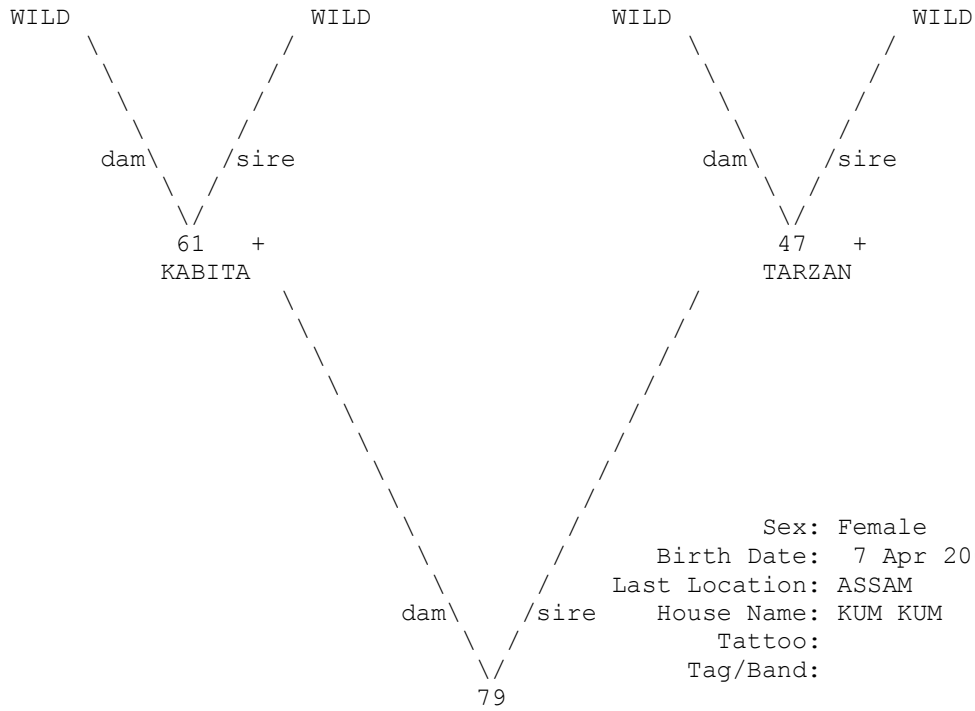 WILD WILD WILD WILD
dam\ /sire dam\ /sire
61 + 47 +
KABITA TARZAN
Sex: Female
Birth Date: 7 Apr 20
Last Location: ASSAM
dam\ /sire House Name: KUM KUM
Tattoo:
Tag/Band:
79